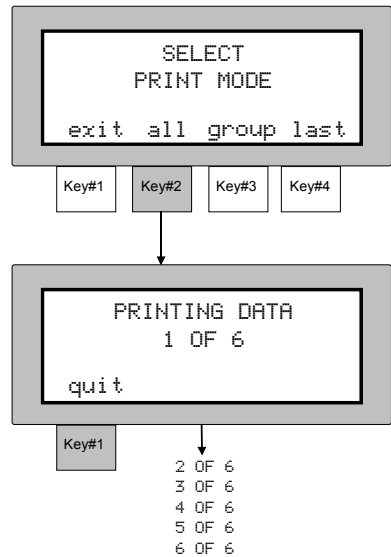 SELECT
PRINT MODE
exit all group last
Key#1 Key#2 Key#3 Key#4
PRINTING DATA
1 OF 6
quit
Key#1
2 OF 6
3 OF 6
4 OF 6
5 OF 6
6 OF 6